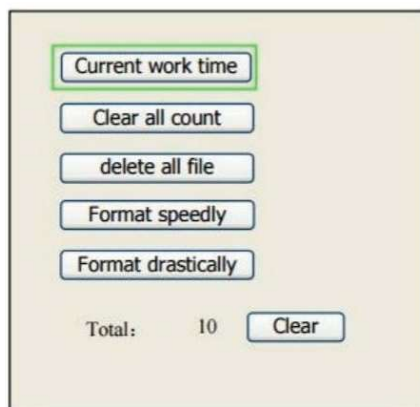 Current work time
Clear all count
delete all file
Format speedly
Format drastically
Total： 10 Clear